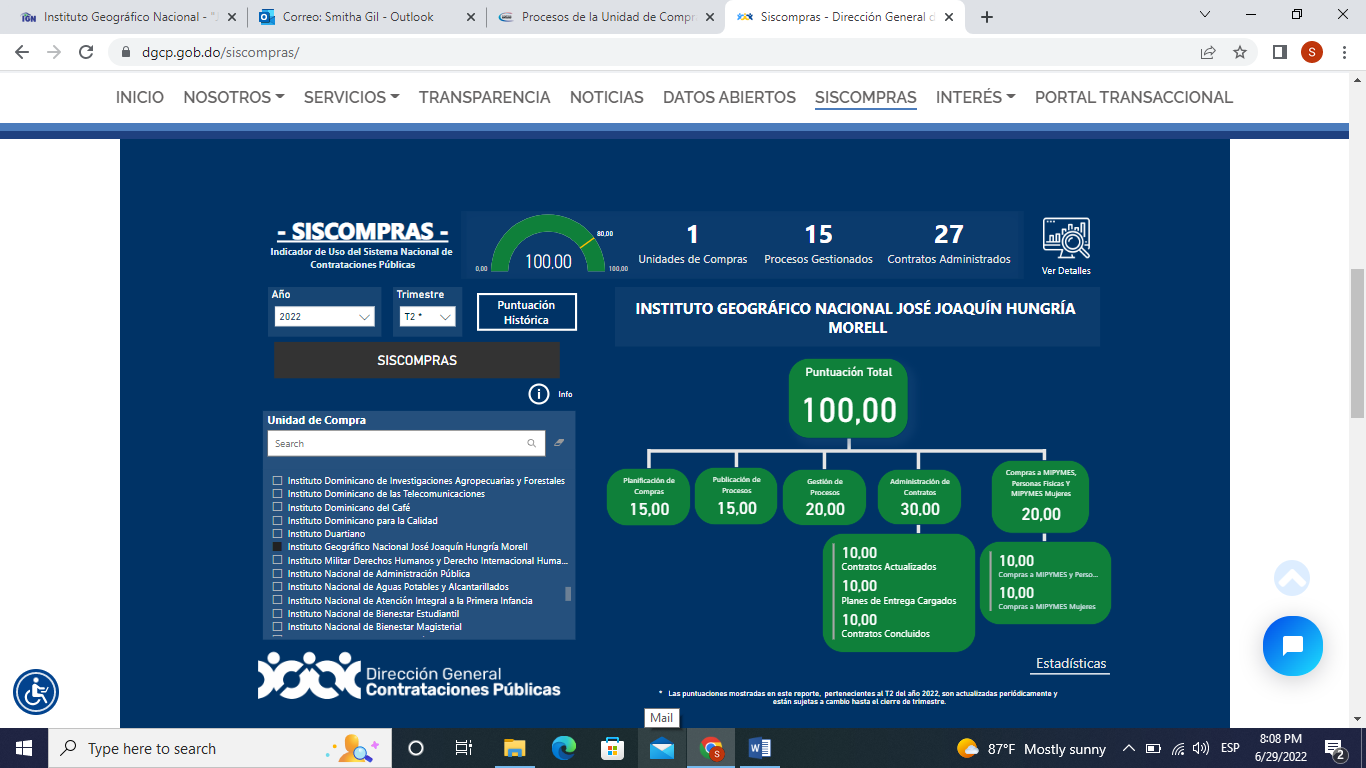 Instituto Geográfico Nacional - "J
Correo: Smitha Gil - Outlook
Procesos de la Unidad de Compr
Siscompras - Dirección General d
dgcp.gob.do/siscompras/
S
INICIO NOSOTROS SERVICIOS TRANSPARENCIA NOTICIAS DATOS ABIERTOS SISCOMPRAS INTERÉS PORTAL TRANSACCIONAL
- SISCOMPRAS -
Indicador de Uso del Sistema Nacional de
Contrataciones Públicas
80,00
100,00
0,00
100,00
1
Unidades de Compra
15
Procesos Gestionados
27
Contratos Administrados
Ver Detalles
Año
2022
Trimestre
T2 *
Puntuación
Histórica
SISCOMPRAS
Info
INSTITUTO GEOGRÁFICO NACIONAL JOSÉ JOAQUÍN HUNGRÍA
MORELL
Unidad de Compra
Search
Instituto Dominicano de Investigaciones Agropecuarias y Forestales
Instituto Dominicano de las Telecomunicaciones
Instituto Dominicano del Café
Instituto Dominicano para la Calidad
Instituto Duartiano
Instituto Geográfico Nacional José Joaquín Hungría Morell
Instituto Militar Derechos Humanos y Derecho Internacional Huma...
Instituto Nacional de Administración Pública
Instituto Nacional de Aguas Potables y Alcantarillados
Instituto Nacional de Atención Integral a la Primera Infancia
Instituto Nacional de Bienestar Estudiantil
Instituto Nacional de Bienestar Magisterial
Puntuación Total
100,00
Planificación de
Compras
15,00
Publicación de
Procesos
15,00
Gestión de
Procesos
20,00
Administración de
Contratos
30,00
Compras a MIPYMES,
Personas Fisicas Y
MIPYMES Mujeres
20,00
10,00
Contratos Actualizados
10,00
Planes de Entrega Cargados
10,00
Contratos Concluidos
10,00
Compras a MIPYMES y Perso...
10,00
Compras a MIPYMES Mujeres
Dirección General
Contrataciones Públicas
Estadísticas
* Las puntuaciones mostradas en este reporte, pertenecientes al T2 del año 2022, son actualizadas periódicamente y
están sujetas a cambio hasta el cierre de trimestre.
Mail
Type here to search
S
W
87°F Mostly sunny
ESP
8:08 PM
6/29/2022
2